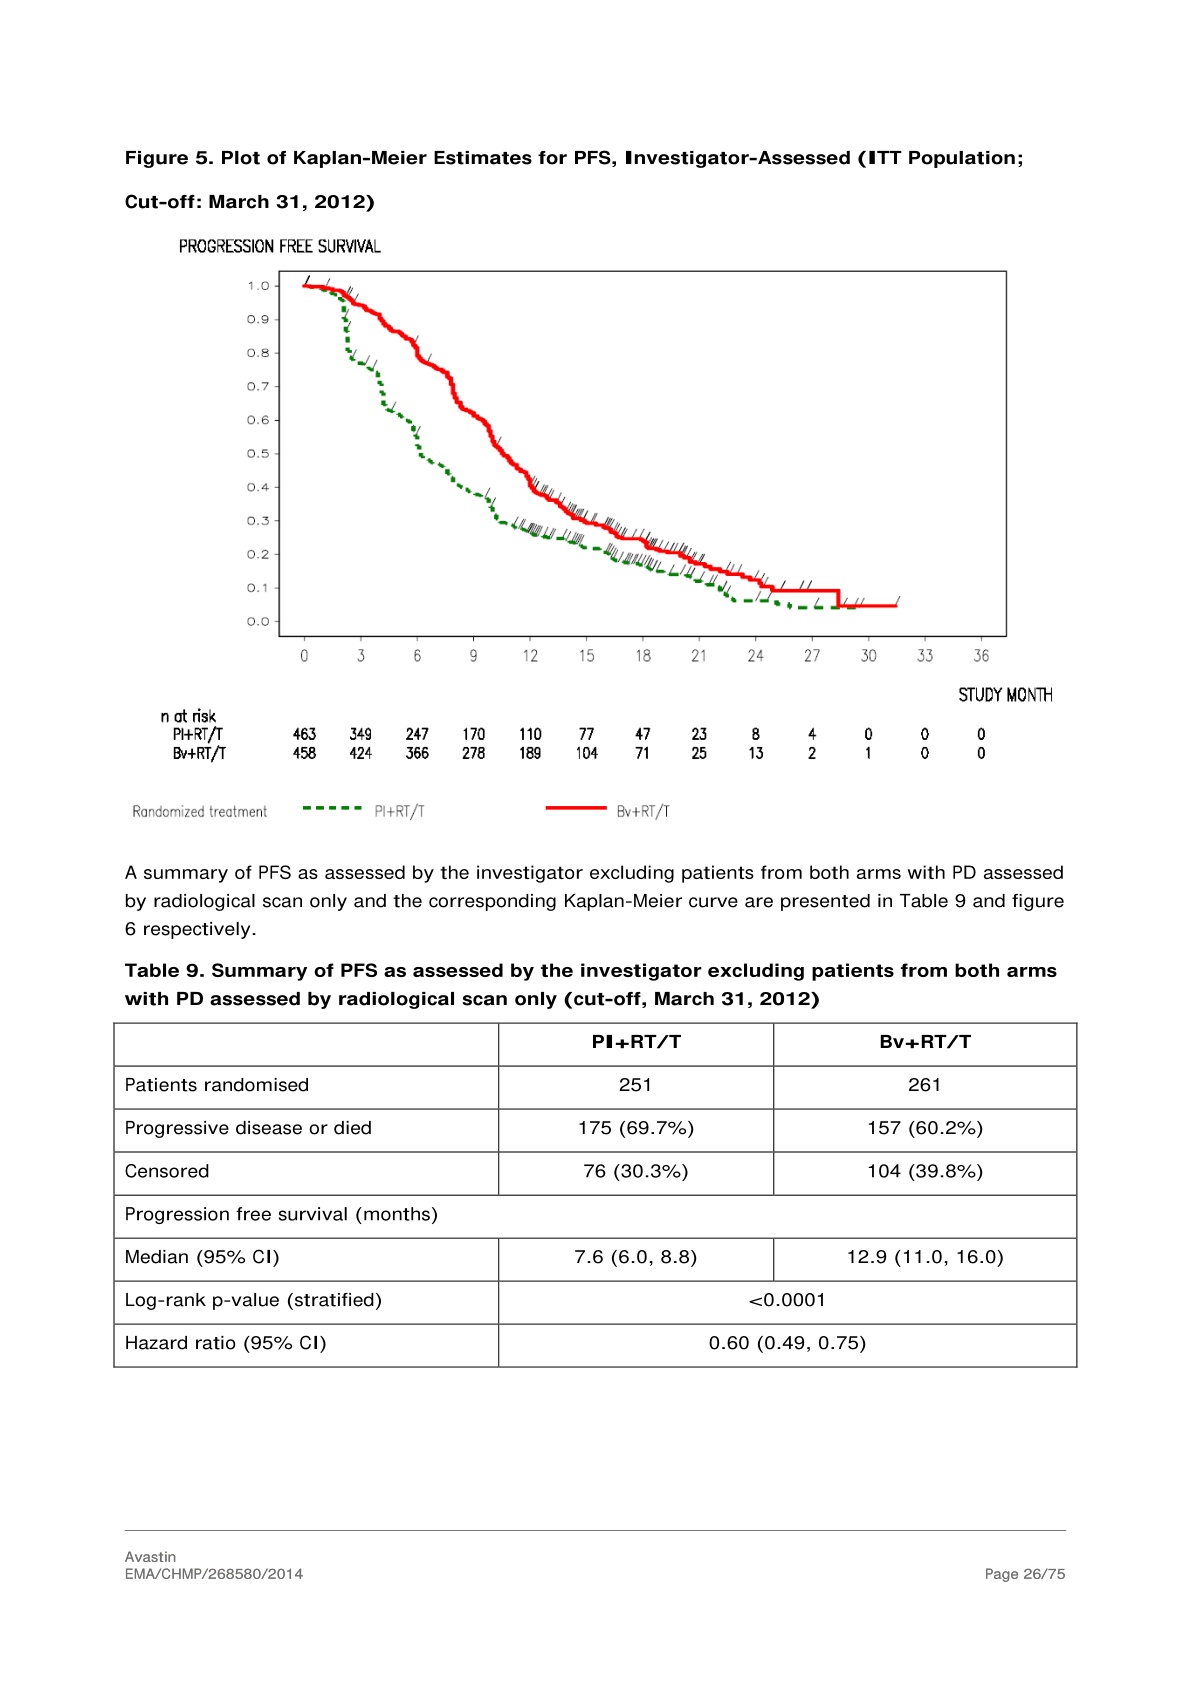 Figure 5. Plot of Kaplan-Meier Estimates for PFS, Investigator-Assessed (ITT Population;
Cut-off: March 31, 2012)
PROGRESSION FREE SURVIVAL
1.0
0.9
0.8
0.7
0.6
0.5
0.4
0.3
0.2
0.1
0.0
0 3 6 9 12 15 18 21 24 27 30 33 36
STUDY MONTH
n at risk
Pl+RT/T 463 349 247 170 110 77 47 23 8 4 0 0 0
Bv+RT/T 458 424 366 278 189 104 71 25 13 2 1 0 0
Randomized treatment Pl+RT/T Bv+RT/T
A summary of PFS as assessed by the investigator excluding patients from both arms with PD assessed
by radiological scan only and the corresponding Kaplan-Meier curve are presented in Table 9 and figure
6 respectively.
Table 9. Summary of PFS as assessed by the investigator excluding patients from both arms
with PD assessed by radiological scan only (cut-off, March 31, 2012)
Pl+RT/T Bv+RT/T
Patients randomised 251 261
Progressive disease or died 175 (69.7%) 157 (60.2%)
Censored 76 (30.3%) 104 (39.8%)
Progression free survival (months)
Median (95% CI) 7.6 (6.0, 8.8) 12.9 (11.0, 16.0)
Log-rank p-value (stratified) <0.0001
Hazard ratio (95% CI) 0.60 (0.49, 0.75)
Avastin
EMA/CHMP/268580/2014 Page 26/75